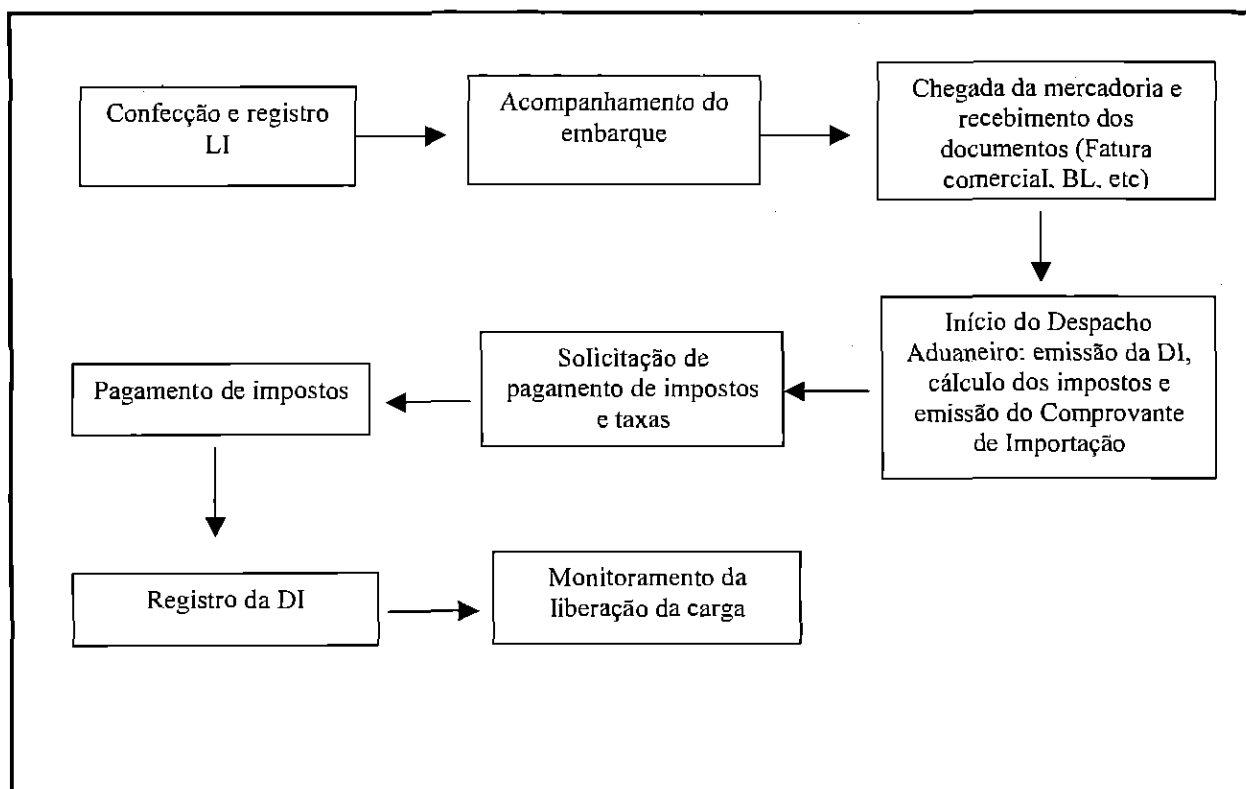 Confecção e registro
LI
Acompanhamento do
embarque
Chegada da mercadoria e
recebimento dos
documentos (Fatura
comercial, BL, etc)
Início do Despacho
Aduaneiro: emissão da DI,
cálculo dos impostos e
emissão do Comprovante
de Importação
Solicitação de
pagamento de impostos
e taxas
Pagamento de impostos
Registro da DI
Monitoramento da
liberação da carga